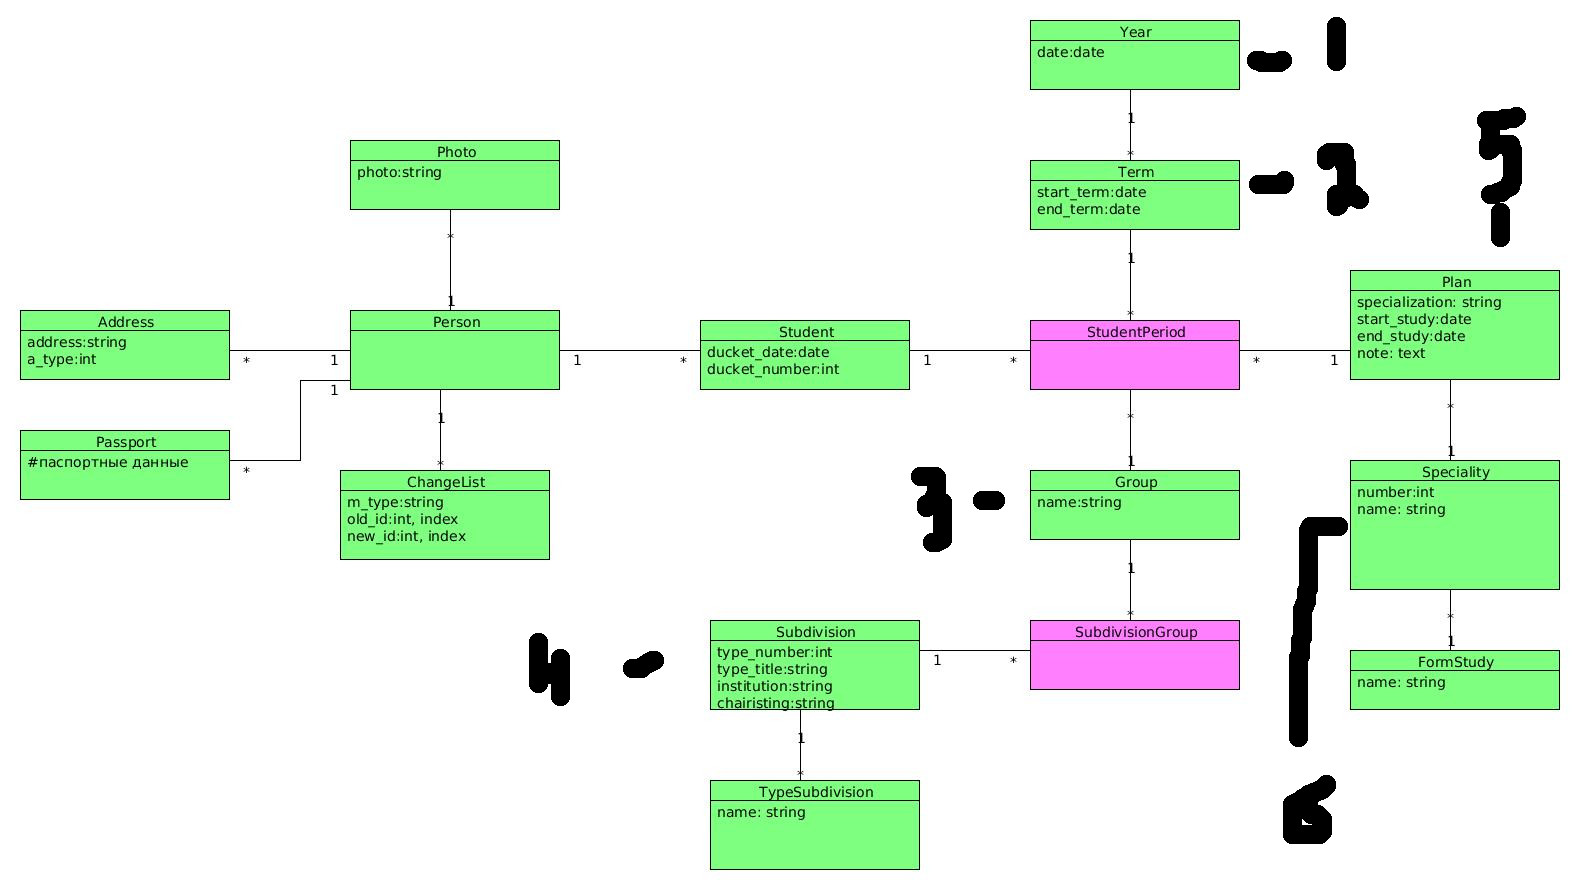 Year
date:date
- 1
1
*
Term
start_term:date
end_term:date
- 2
5
1
*
Photo
photo:string
*
1
Address
address:string
a_type:int
*
1
Person
1
*
Student
ducket_date:date
ducket_number:int
1
*
StudentPeriod
*
1
Plan
specialization: string
start_study:date
end_study:date
note: text
1
Passport
#паспортные данные
*
1
*
ChangeList
m_type:string
old_id:int, index
new_id:int, index
*
1
3 -
Group
name:string
*
1
Speciality
number:int
name: string
1
*
4 -
Subdivision
type_number:int
type_title:string
institution:string
chairisting:string
1
*
SubdivisionGroup
*
1
FormStudy
name: string
1
*
TypeSubdivision
name: string
6